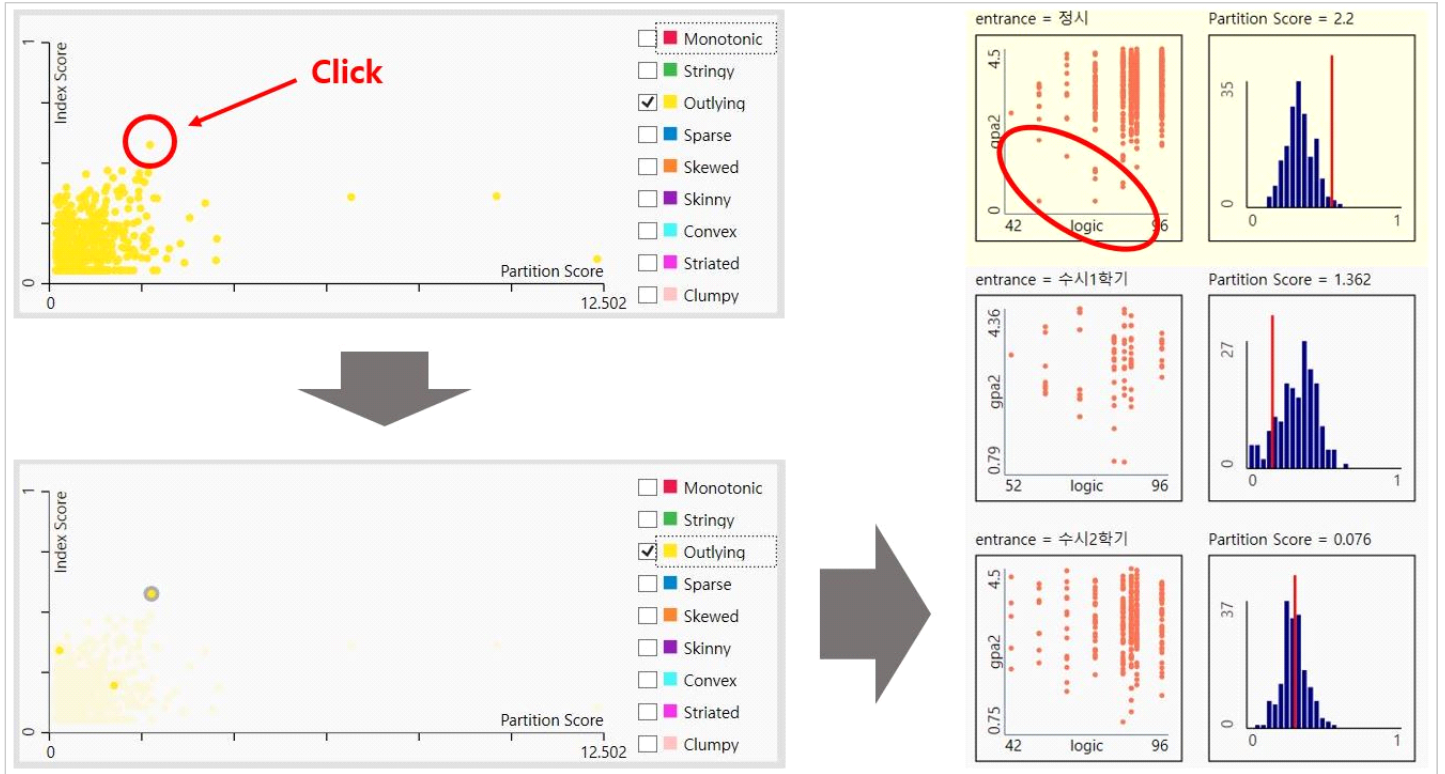 1
Index Score
0
0
Partition Score
12.502
Click
Monotonic
Stringy
Outlying
Sparse
Skewed
Skinny
Convex
Striated
Clumpy
1
Index Score
0
0
Partition Score
12.502
Monotonic
Stringy
Outlying
Sparse
Skewed
Skinny
Convex
Striated
Clumpy
entrance = 정시
4.5
gpa2
0
42
logic
96
Partition Score = 2.2
35
0
0
1
entrance = 수시1학기
4.36
gpa2
0.79
52
logic
96
Partition Score = 1.362
27
0
0
1
entrance = 수시2학기
4.5
gpa2
0.75
42
logic
96
Partition Score = 0.076
37
0
0
1